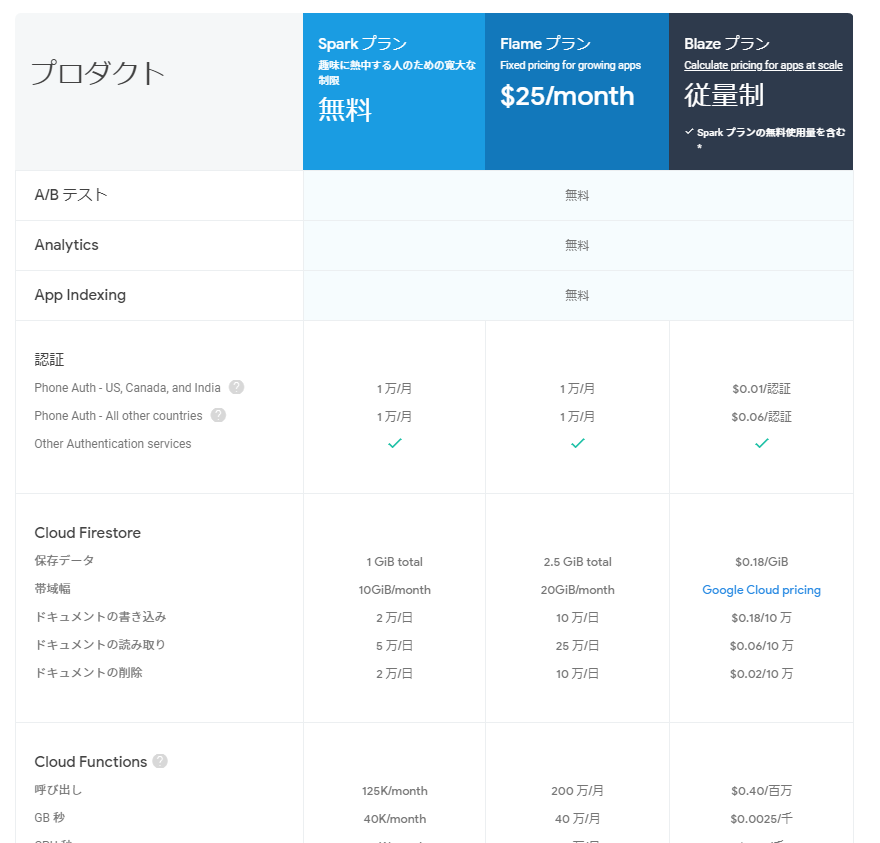 プロダクト
Spark プラン
趣味に熱中する人のための寛大な
制限
無料
Flame プラン
Fixed pricing for growing apps
$25/month
Blaze プラン
Calculate pricing for apps at scale
従量制
✓ Spark プランの無料使用量を含む
*
A/B テスト 無料
Analytics 無料
App Indexing 無料
認証
Phone Auth - US, Canada, and India ? 1 万/月 1 万/月 $0.01/認証
Phone Auth - All other countries ? 1 万/月 1 万/月 $0.06/認証
Other Authentication services ✓ ✓ ✓
Cloud Firestore
保存データ 1 GiB total 2.5 GiB total $0.18/GiB
帯域幅 10GiB/month 20GiB/month Google Cloud pricing
ドキュメントの書き込み 2 万/日 10 万/日 $0.18/10 万
ドキュメントの読み取り 5 万/日 25 万/日 $0.06/10 万
ドキュメントの削除 2 万/日 10 万/日 $0.02/10 万
Cloud Functions ?
呼び出し 125K/month 200 万/月 $0.40/百万
GB 秒 40K/month 40 万/月 $0.0025/千